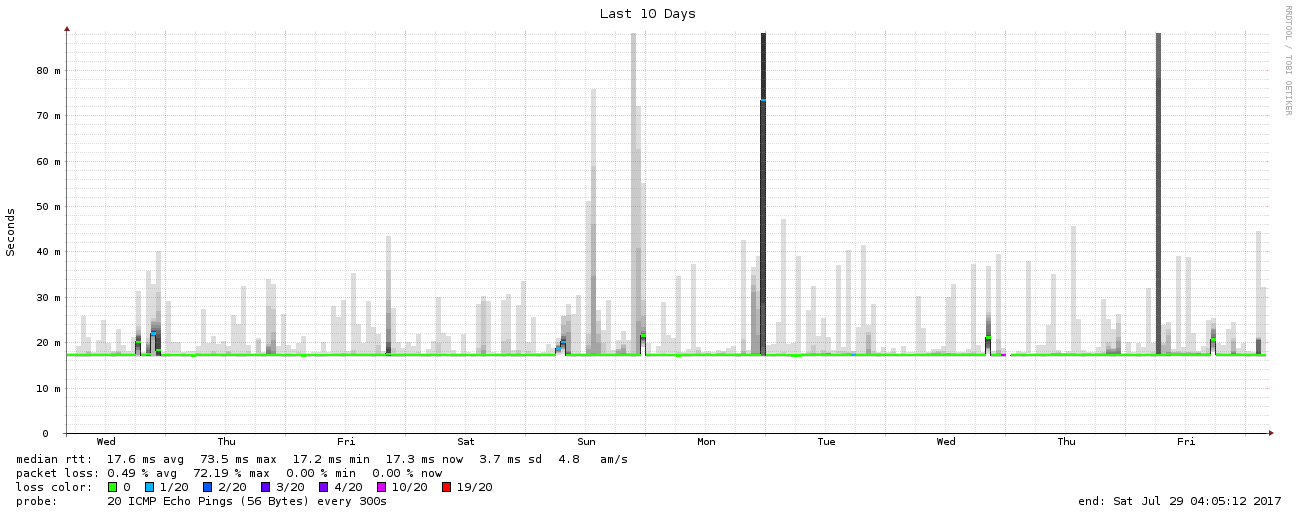 Last 10 Days
RRDTOOL / TOBI OETIKER
Seconds
80 m
70 m
60 m
50 m
40 m
30 m
20 m
10 m
0
Wed Thu Fri Sat Sun Mon Tue Wed Thu Fri
median rtt: 17.6 ms avg 73.5 ms max 17.2 ms min 17.3 ms now 3.7 ms sd 4.8 am/s
packet loss: 0.49 % avg 72.19 % max 0.00 % min 0.00 % now
loss color: 0 1/20 2/20 3/20 4/20 10/20 19/20
probe: 20 ICMP Echo Pings (56 Bytes) every 300s
end: Sat Jul 29 04:05:12 2017